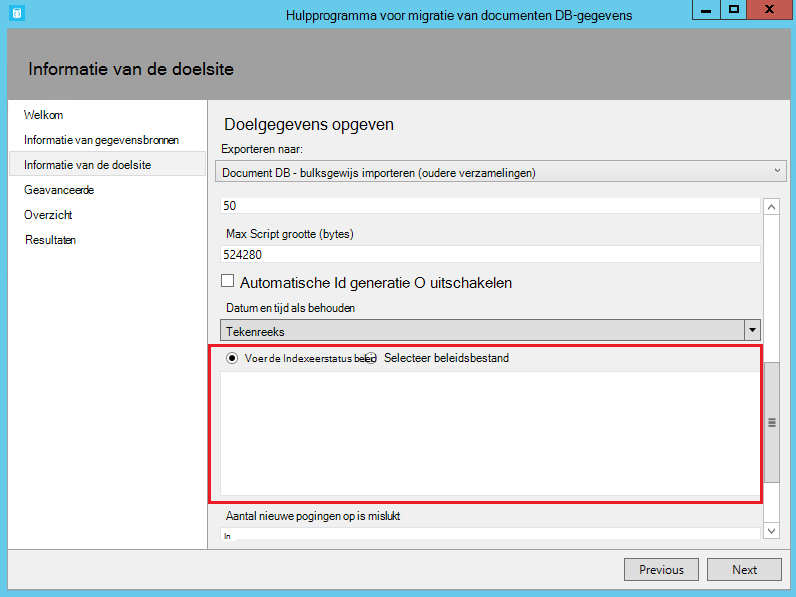 Hulpprogramma voor migratie van documenten DB-gegevens
Informatie van de doelsite
Welkom
Informatie van gegevensbronnen
Informatie van de doelsite
Geavanceerde
Overzicht
Resultaten
Doelgegevens opgeven
Exporteren naar:
Document DB - bulksgewijs importeren (oudere verzamelingen)
50
Max Script grootte (bytes)
524280
Automatische Id generatie O uitschakelen
Datum en tijd als behouden
Tekenreeks
Voer de Indexeerstatus beleid Selecteer beleidsbestand
Aantal nieuwe pogingen op is mislukt
In
Previous Next